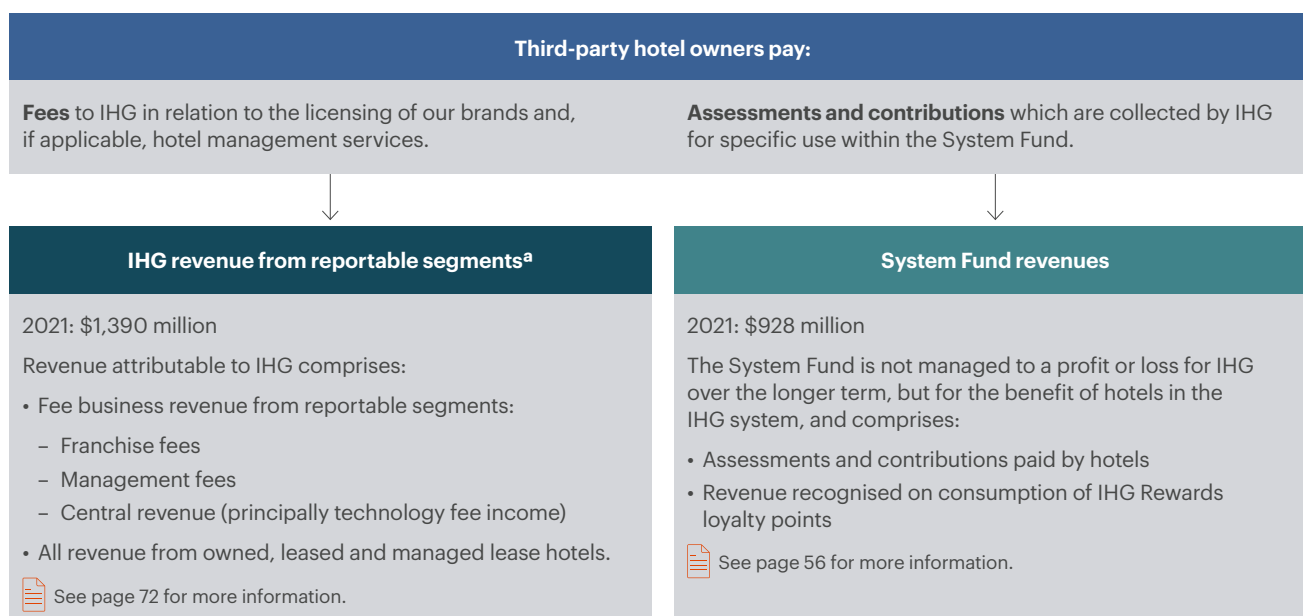 Third-party hotel owners pay:
Fees to IHG in relation to the licensing of our brands and,
if applicable, hotel management services.
Assessments and contributions which are collected by IHG
for specific use within the System Fund.
IHG revenue from reportable segmentsᵃ
2021: $1,390 million
Revenue attributable to IHG comprises:
• Fee business revenue from reportable segments:
– Franchise fees
– Management fees
– Central revenue (principally technology fee income)
• All revenue from owned, leased and managed lease hotels.
See page 72 for more information.
System Fund revenues
2021: $928 million
The System Fund is not managed to a profit or loss for IHG
over the longer term, but for the benefit of hotels in the
IHG system, and comprises:
• Assessments and contributions paid by hotels
• Revenue recognised on consumption of IHG Rewards
loyalty points
See page 56 for more information.